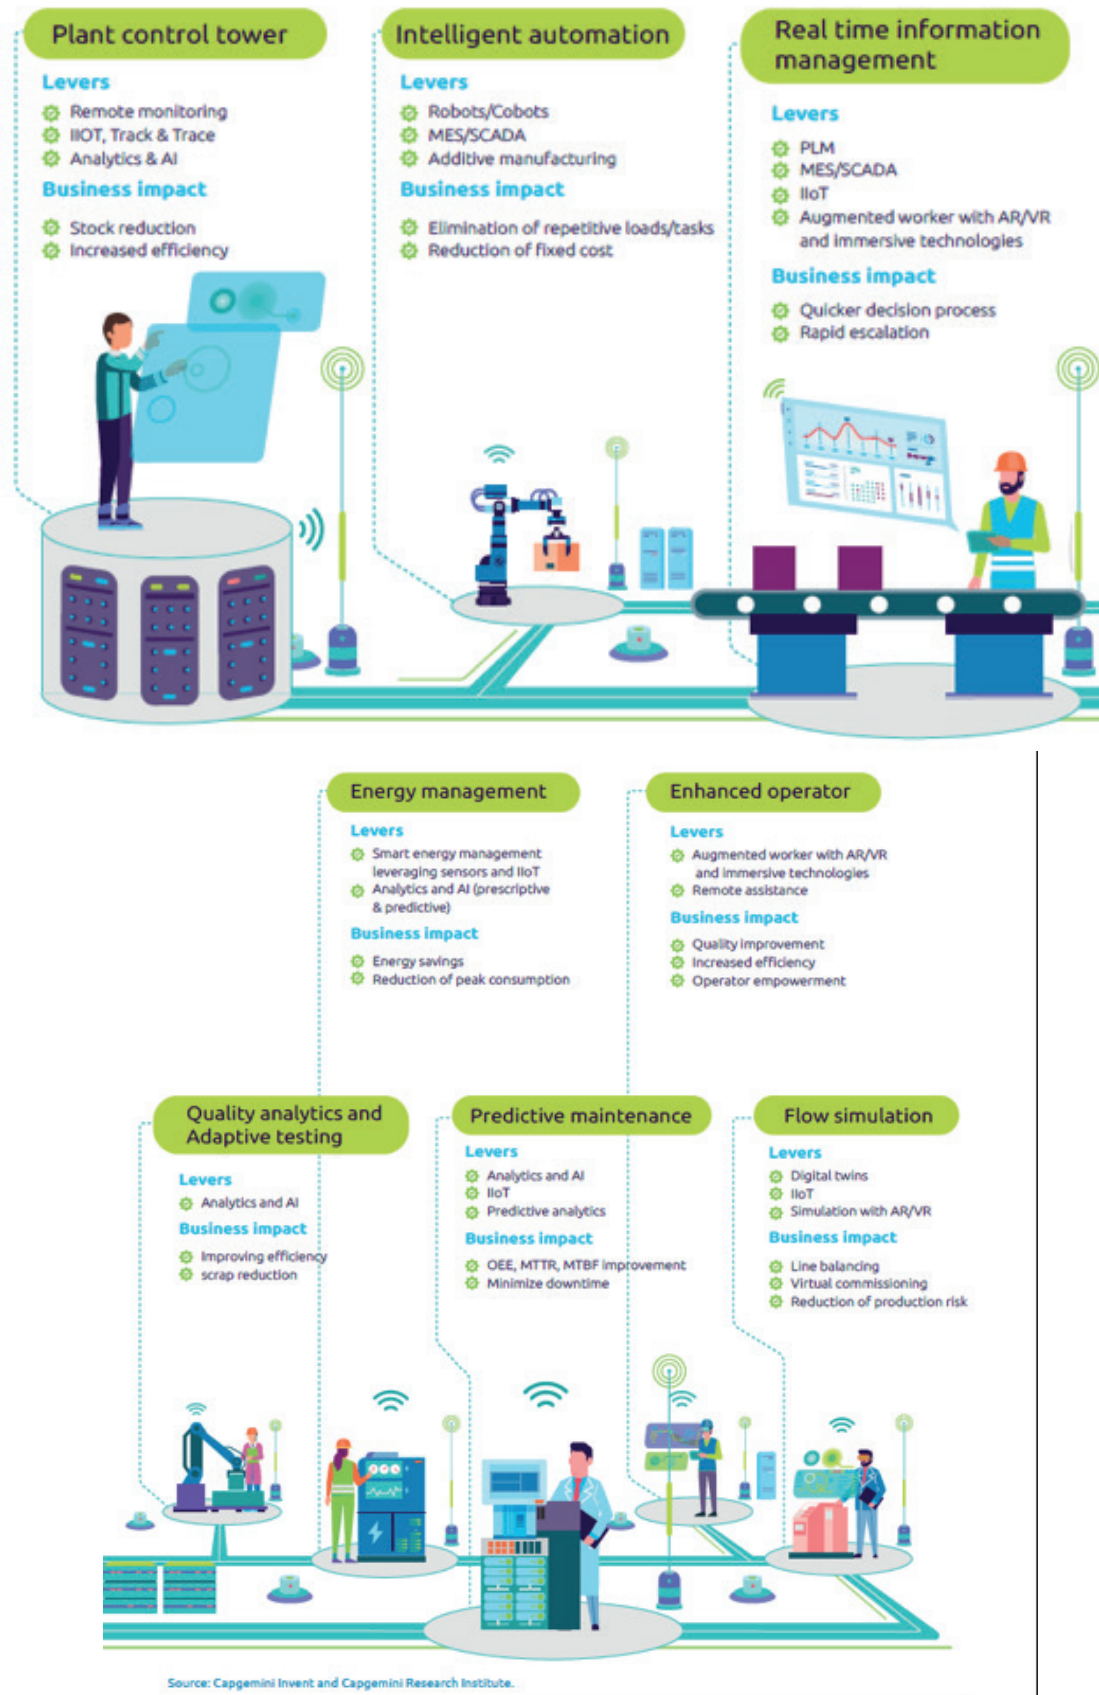 Plant control tower
Levers
Remote monitoring
IIOT, Track & Trace
Analytics & AI
Business impact
Stock reduction
Increased efficiency
Intelligent automation
Levers
Robots/Cobots
MES/SCADA
Additive manufacturing
Business impact
Elimination of repetitive loads/tasks
Reduction of fixed cost
Real time information
management
Levers
PLM
MES/SCADA
IIoT
Augmented worker with AR/VR
and immersive technologies
Business impact
Quicker decision process
Rapid escalation
Energy management
Levers
Smart energy management
leveraging sensors and IIoT
Analytics and AI (prescriptive
& predictive)
Business impact
Energy savings
Reduction of peak consumption
Enhanced operator
Levers
Augmented worker with AR/VR
and immersive technologies
Remote assistance
Business impact
Quality improvement
Increased efficiency
Operator empowerment
Quality analytics and
Adaptive testing
Levers
Analytics and AI
Business impact
Improving efficiency
scrap reduction
Predictive maintenance
Levers
Analytics and AI
IIoT
Predictive analytics
Business impact
OEE, MTTR, MTBF improvement
Minimize downtime
Flow simulation
Levers
Digital twins
IIoT
Simulation with AR/VR
Business impact
Line balancing
Virtual commissioning
Reduction of production risk
Source: Capgemini Invent and Capgemini Research Institute.